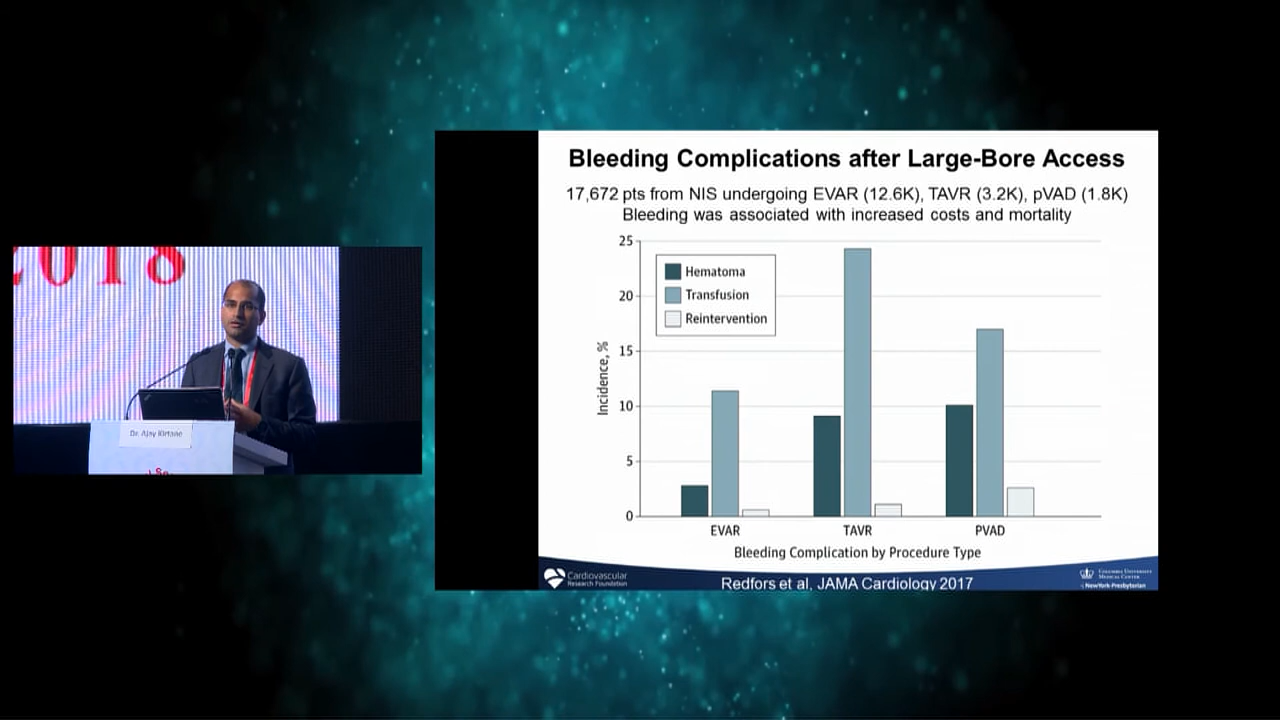 2018
Dr. Ajay Kirtane
Bleeding Complications after Large-Bore Access
17,672 pts from NIS undergoing EVAR (12.6K), TAVR (3.2K), pVAD (1.8K)
Bleeding was associated with increased costs and mortality
25
20
15
10
5
0
Incidence, %
Hematoma
Transfusion
Reintervention
EVAR
TAVR
PVAD
Bleeding Complication by Procedure Type
Cardiovascular
Research Foundation
Redfors et al, JAMA Cardiology 2017
Columbia University
Medical Center
NewYork-Presbyterian